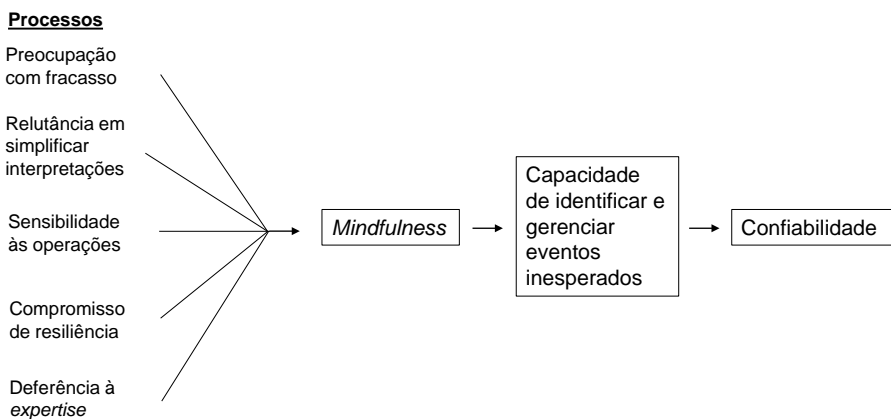 Processos
Preocupação
com fracasso
Relutância em
simplificar
interpretações
Sensibilidade
às operações
Compromisso
de resiliência
Deferência à
expertise
Mindfulness
Capacidade
de identificar e
gerenciar
eventos
inesperados
Confiabilidade